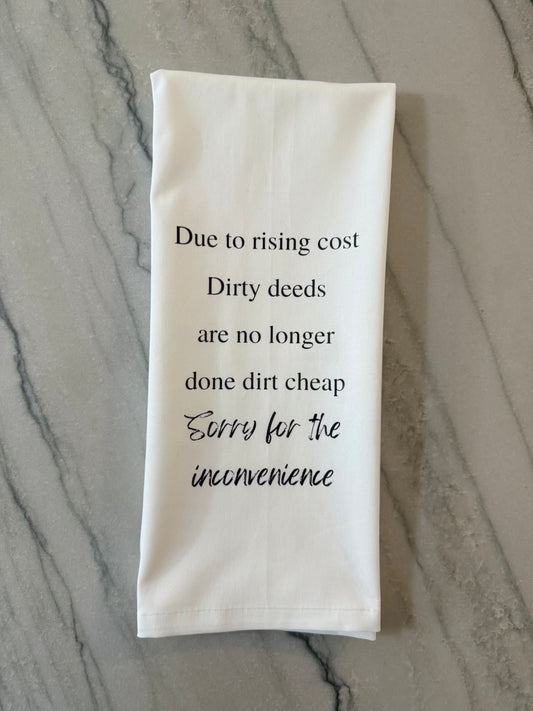 Due to rising cost
Dirty deeds
are no longer
done dirt cheap
Sorry for the
inconvenience